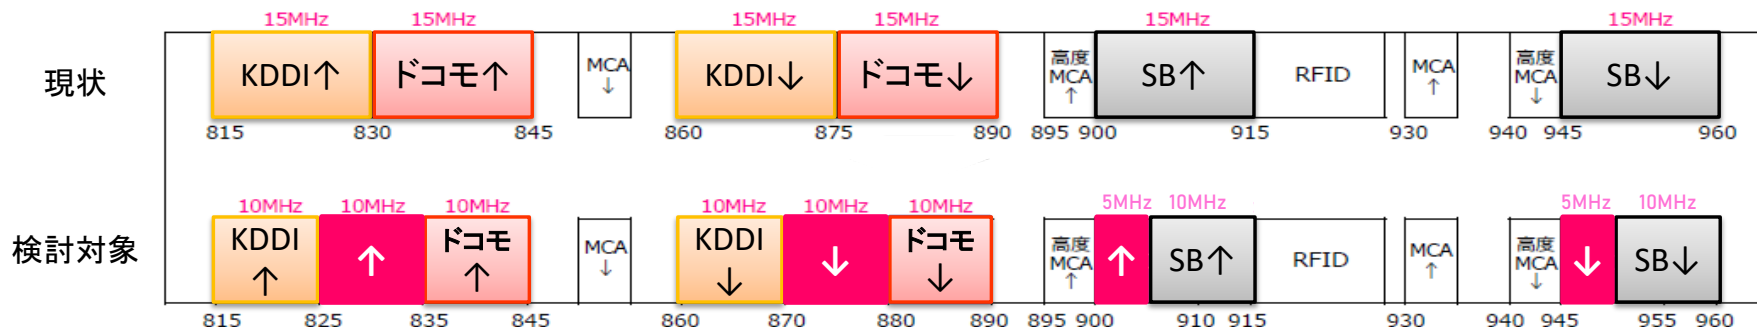 15MHz 15MHz 15MHz 15MHz 15MHz 15MHz
現状 KDDI↑ ドコモ↑ MCA ↓ KDDI↓ ドコモ↓ 高度 MCA ↑ SB↑ RFID MCA ↑ 高度 MCA ↓ SB↓
815 830 845 860 875 890 895 900 915 930 940 945 960
10MHz 10MHz 10MHz 10MHz 10MHz 10MHz 5MHz 10MHz 5MHz 10MHz
検討対象 KDDI ↑ ↑ ドコモ ↑ MCA ↓ KDDI ↓ ↓ ドコモ ↓ 高度 MCA ↑ ↑ SB↑ RFID MCA ↑ 高度 MCA ↓ ↓ SB↓
815 825 835 845 860 870 880 890 895 900 910 915 930 940 945 955 960